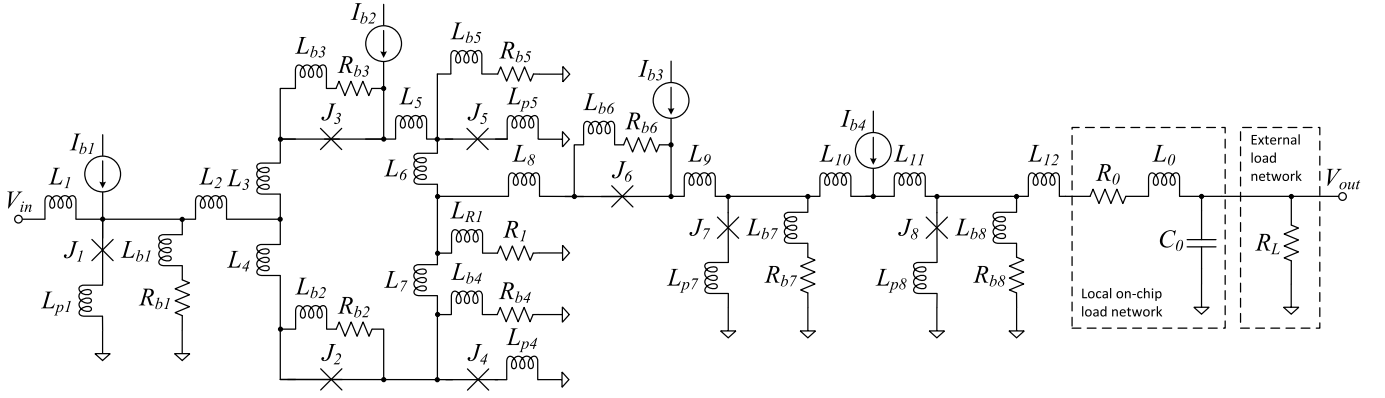 I_b2
L_b3
R_b3
J_3
L_5
L_b5
R_b5
L_p5
J_5
I_b3
L_b6
R_b6
J_6
I_b1
L_1
V_in
J_1
L_b1
L_p1
R_b1
L_2
L_3
L_4
L_b2
R_b2
J_2
L_6
L_8
L_R1
R_1
L_7
L_b4
R_b4
J_4
L_p4
L_9
J_7
L_b7
L_p7
R_b7
L_10
I_b4
L_11
J_8
L_b8
L_p8
R_b8
L_12
R_0
L_0
C_0
Local on-chip
load network
External
load
network
R_L
V_out